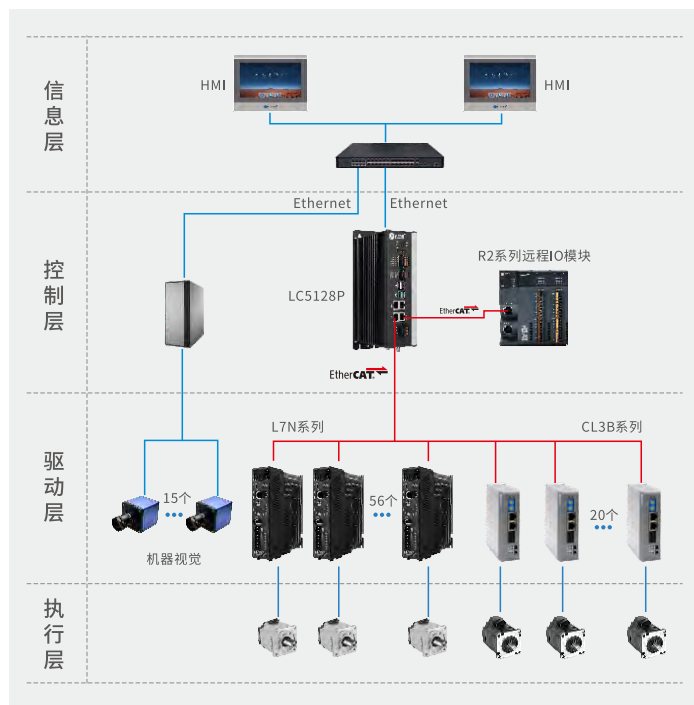 信息层
HMI
HMI
Ethernet
Ethernet
控制层
R2系列远程IO模块
LC5128P
EtherCAT
EtherCAT
L7N系列
CL3B系列
驱动层
15个
56个
20个
机器视觉
执行层